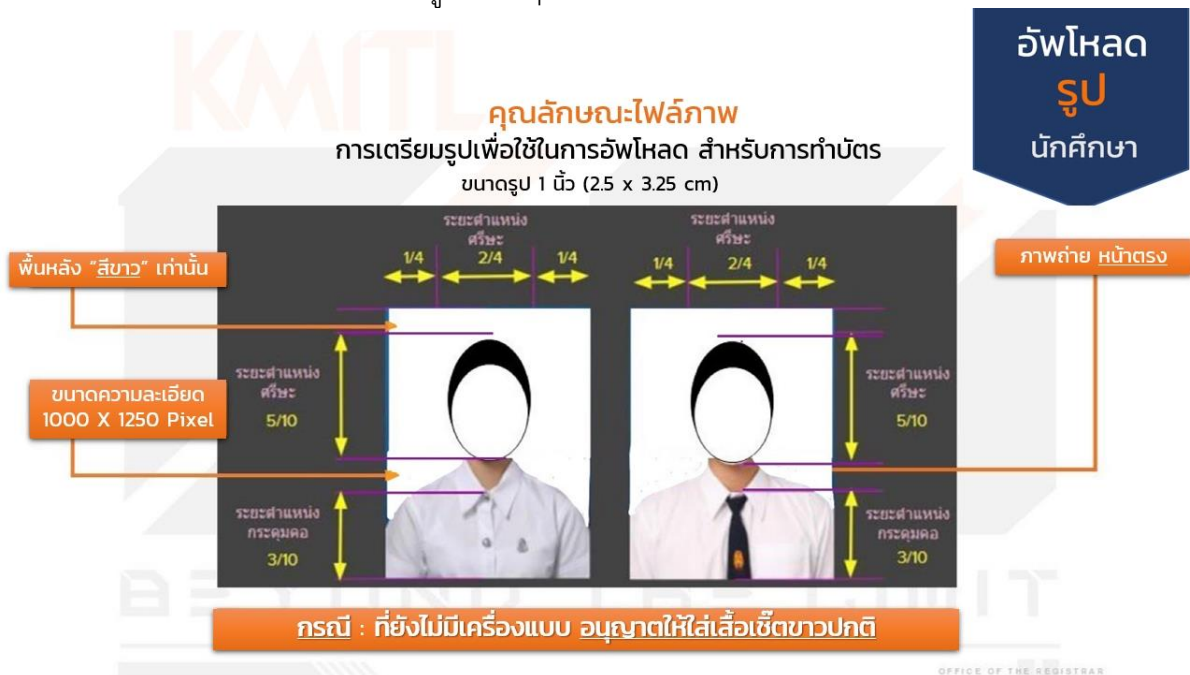 KMITL
อัพโหลด
รูป
นักศึกษา
คุณลักษณะไฟล์ภาพ
การเตรียมรูปเพื่อใช้ในการอัพโหลด สำหรับการทำบัตร
ขนาดรูป 1 นิ้ว (2.5 x 3.25 cm)
พื้นหลัง "สีขาว" เท่านั้น
ภาพถ่าย หน้าตรง
ระยะตำแหน่ง
ศรีษะ
1/4 2/4 1/4
ระยะตำแหน่ง
ศรีษะ
1/4 2/4 1/4
ระยะตำแหน่ง
ศรีษะ
5/10
ขนาดความละเอียด
1000 X 1250 Pixel
ระยะตำแหน่ง
ศรีษะ
5/10
ระยะตำแหน่ง
กระดุมคอ
3/10
ระยะตำแหน่ง
กระดุมคอ
3/10
BEYOND THE LIMIT
กรณี : ที่ยังไม่มีเครื่องแบบ อนุญาตให้ใส่เสื้อเชิ๊ตขาวปกติ
OFFICE OF THE REGISTRAR